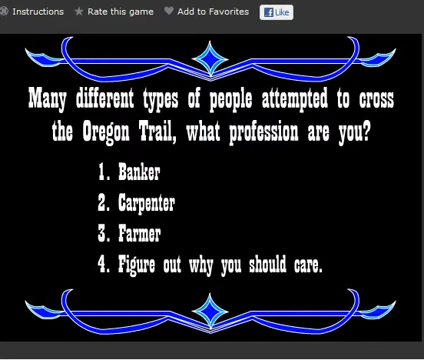 Instructions Rate this game Add to Favorites Like
Many different types of people attempted to cross
the Oregon Trail, what profession are you?
1. Banker
2. Carpenter
3. Farmer
4. Figure out why you should care.